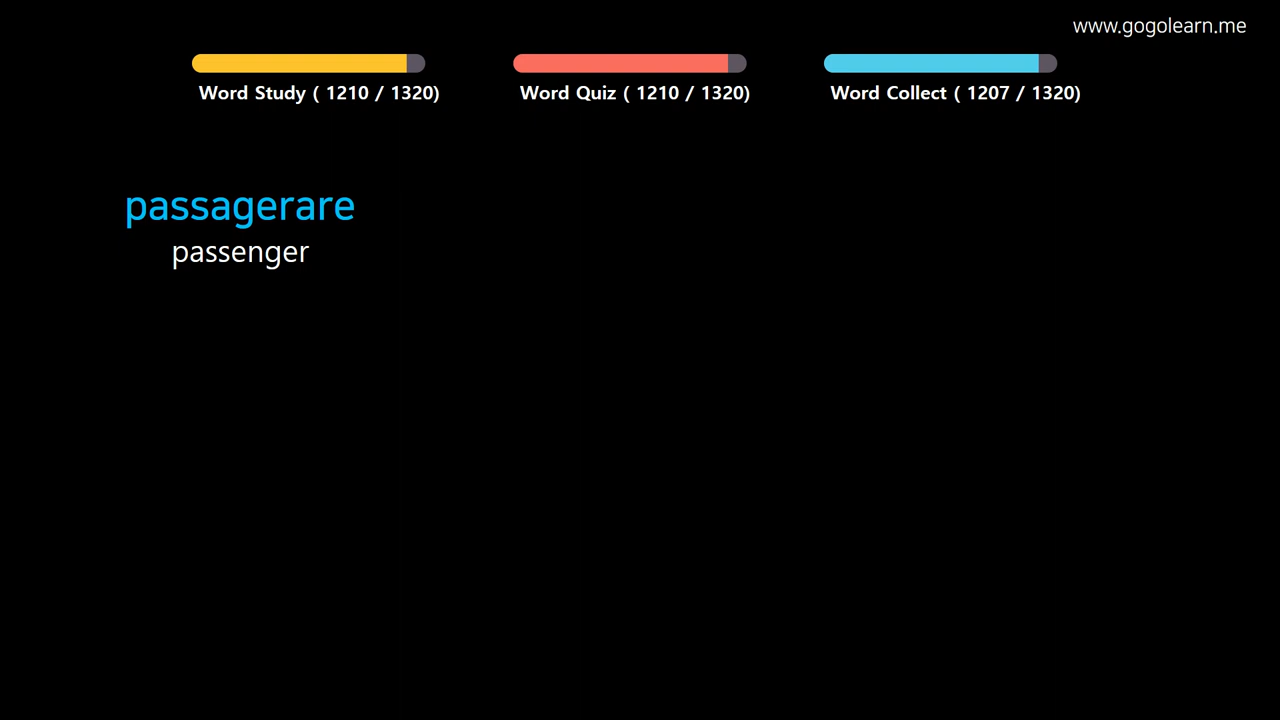 www.gogolearn.me
Word Study ( 1210 / 1320)
Word Quiz ( 1210 / 1320)
Word Collect ( 1207 / 1320)
passagerare
passenger